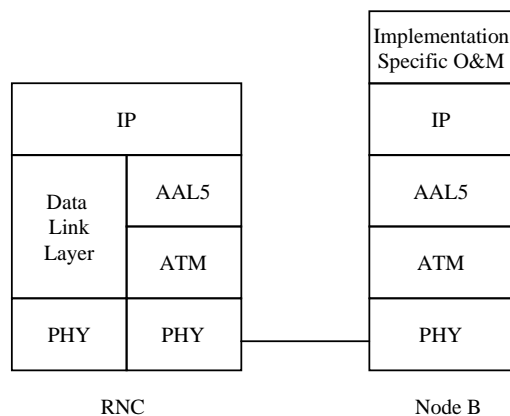 Implementation
Specific O&M
IP
IP
Data
Link
Layer
AAL5
AAL5
ATM
ATM
PHY
PHY
PHY
RNC
Node B